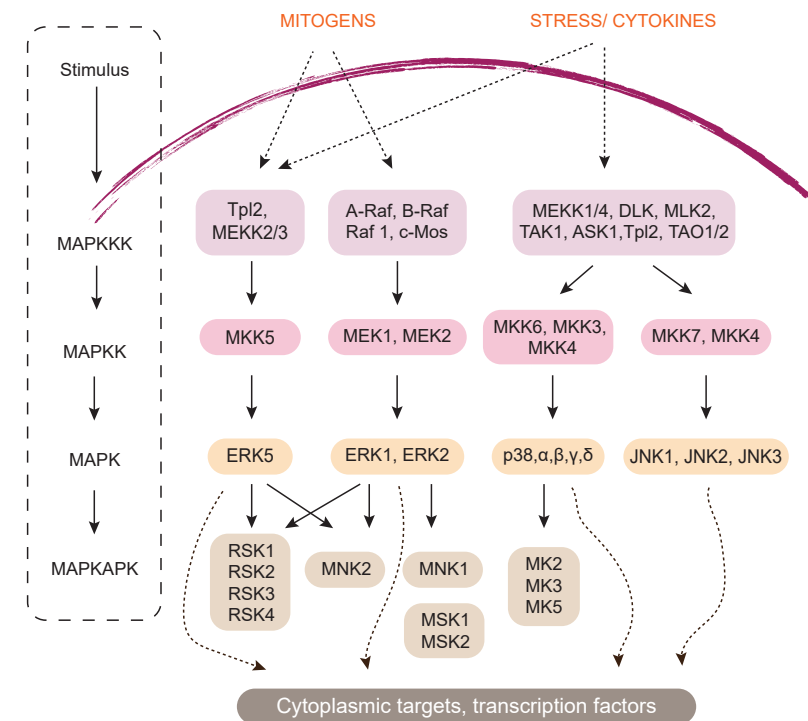 MITOGENS
STRESS/ CYTOKINES
Stimulus
MAPKKK
MAPKK
MAPK
MAPKAPK
Tpl2,
MEKK2/3
A-Raf, B-Raf
Raf 1, c-Mos
MEKK1/4, DLK, MLK2,
TAK1, ASK1,Tpl2, TAO1/2
MKK5
MEK1, MEK2
MKK6, MKK3,
MKK4
MKK7, MKK4
ERK5
ERK1, ERK2
p38,α,β,γ,δ
JNK1, JNK2, JNK3
RSK1
RSK2
RSK3
RSK4
MNK2
MNK1
MSK1
MSK2
MK2
MK3
MK5
Cytoplasmic targets, transcription factors